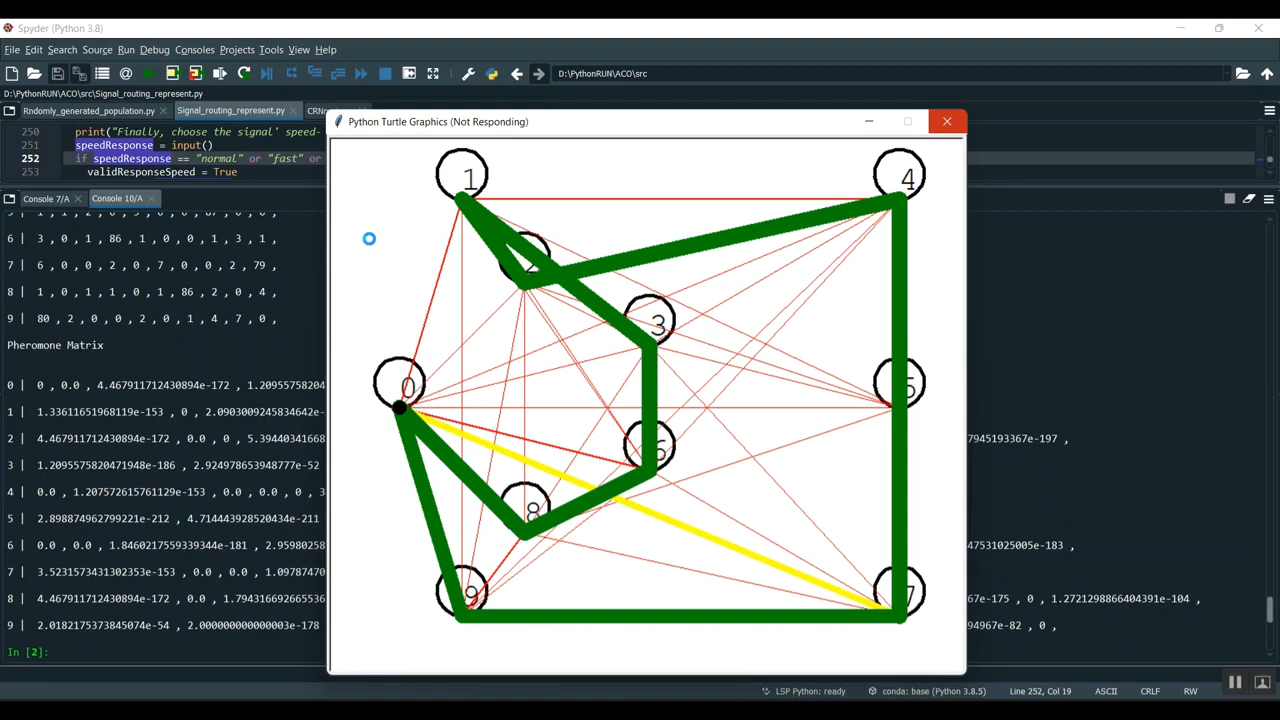 Spyder (Python 3.8)
File Edit Search Source Run Debug Consoles Projects Tools View Help
D:\PythonRUN\ACO\src
D:\PythonRUN\ACO\src\Signal_routing_represent.py
Rndomly_generated_population.py Signal_routing_represent.py
Python Turtle Graphics (Not Responding)
250 print("Finally, choose the signal' speed-
251 speedResponse = input()
252 if speedResponse == "normal" or "fast" or
253 validResponseSpeed = True
Console 7/A Console 10/A
6 | 3 , 0 , 1 , 86 , 1 , 0 , 0 , 1 , 3 , 1 ,
7 | 6 , 0 , 0 , 2 , 0 , 7 , 0 , 0 , 2 , 79 ,
8 | 1 , 0 , 1 , 1 , 0 , 1 , 86 , 2 , 0 , 4 ,
9 | 80 , 2 , 0 , 0 , 2 , 0 , 1 , 4 , 7 , 0 ,
Pheromone Matrix
0 | 0 , 0.0 , 4.467911712430894e-172 , 1.20955758204
1 | 1.33611651968119e-153 , 0 , 2.0903009245834642e-
2 | 4.467911712430894e-172 , 0.0 , 0 , 5.39440341668
7945193367e-197 ,
3 | 1.2095575820471948e-186 , 2.924978653948777e-52
4 | 0.0 , 1.207572615761129e-153 , 0.0 , 0.0 , 0 , 3
5 | 2.898874962799221e-212 , 4.714443928520434e-211
6 | 0.0 , 0.0 , 1.8460217559339344e-181 , 2.95980258
47531025005e-183 ,
7 | 3.5231573431302353e-153 , 0.0 , 0.0 , 1.09787470
8 | 4.467911712430894e-172 , 0.0 , 1.79431669266553​6
67e-175 , 0 , 1.2721298866404391e-104 ,
9 | 2.0182175373845074e-54 , 2.000000000000003e-178
94967e-82 , 0 ,
In [2]:
1
4
3
0
5
6
8
9
7
LSP Python: ready conda: base (Python 3.8.5) Line 252, Col 19 ASCII CRLF RW